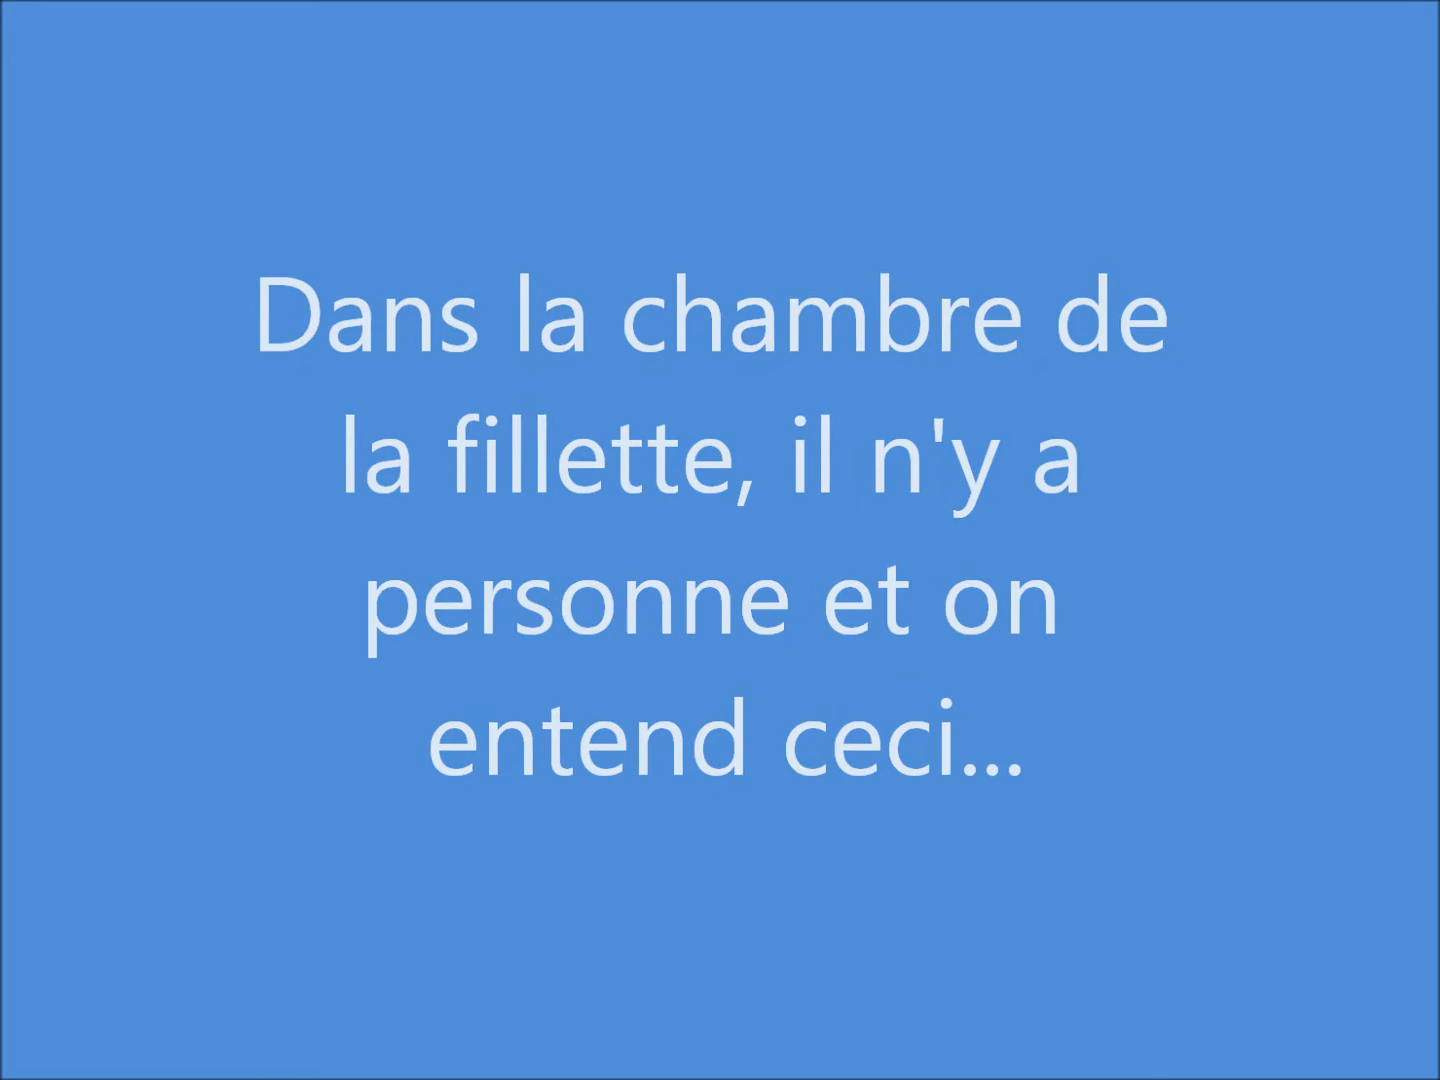 Dans la chambre de
la fillette, il n'y a
personne et on
entend ceci...